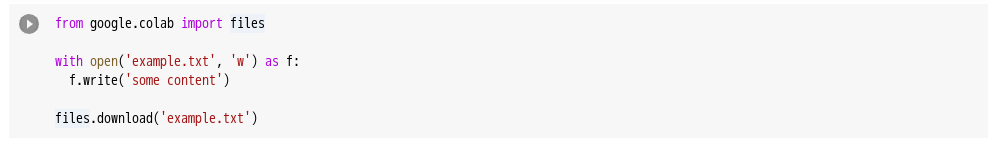 from google.colab import files
with open('example.txt', 'w') as f:
f.write('some content')
files.download('example.txt')